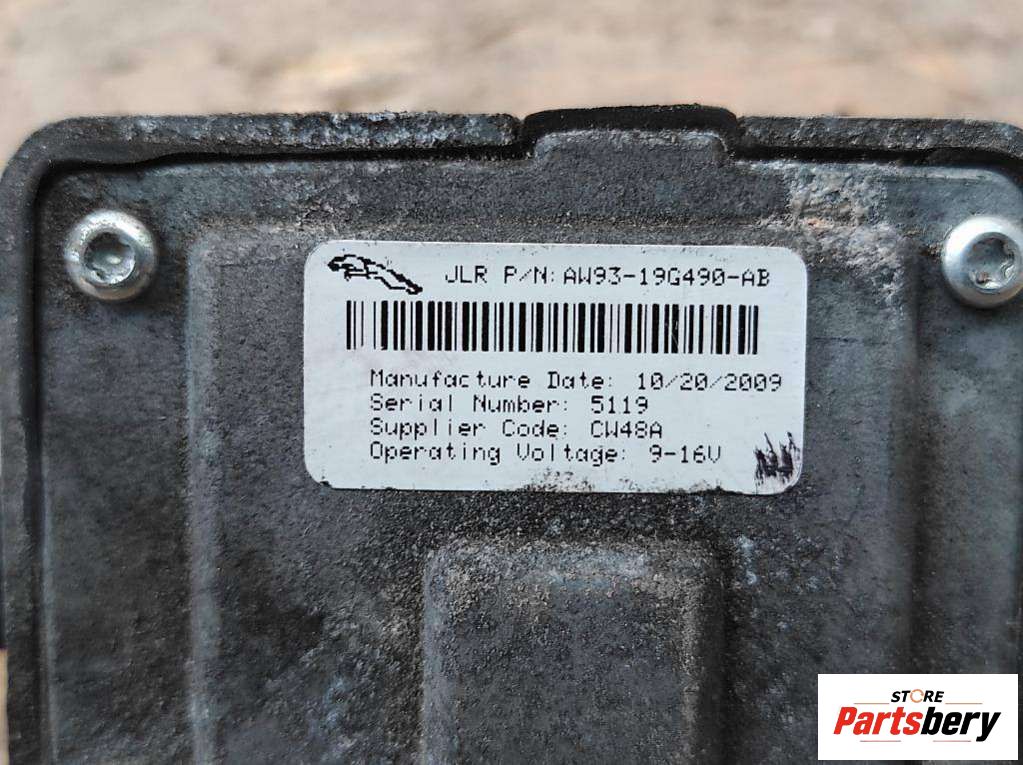 JLR P/N: AW93-19G490-AB
Manufacture Date: 10/20/2009
Serial Number: 5119
Supplier Code: CW48A
Operating Voltage: 9-16V
STORE
Partsbery